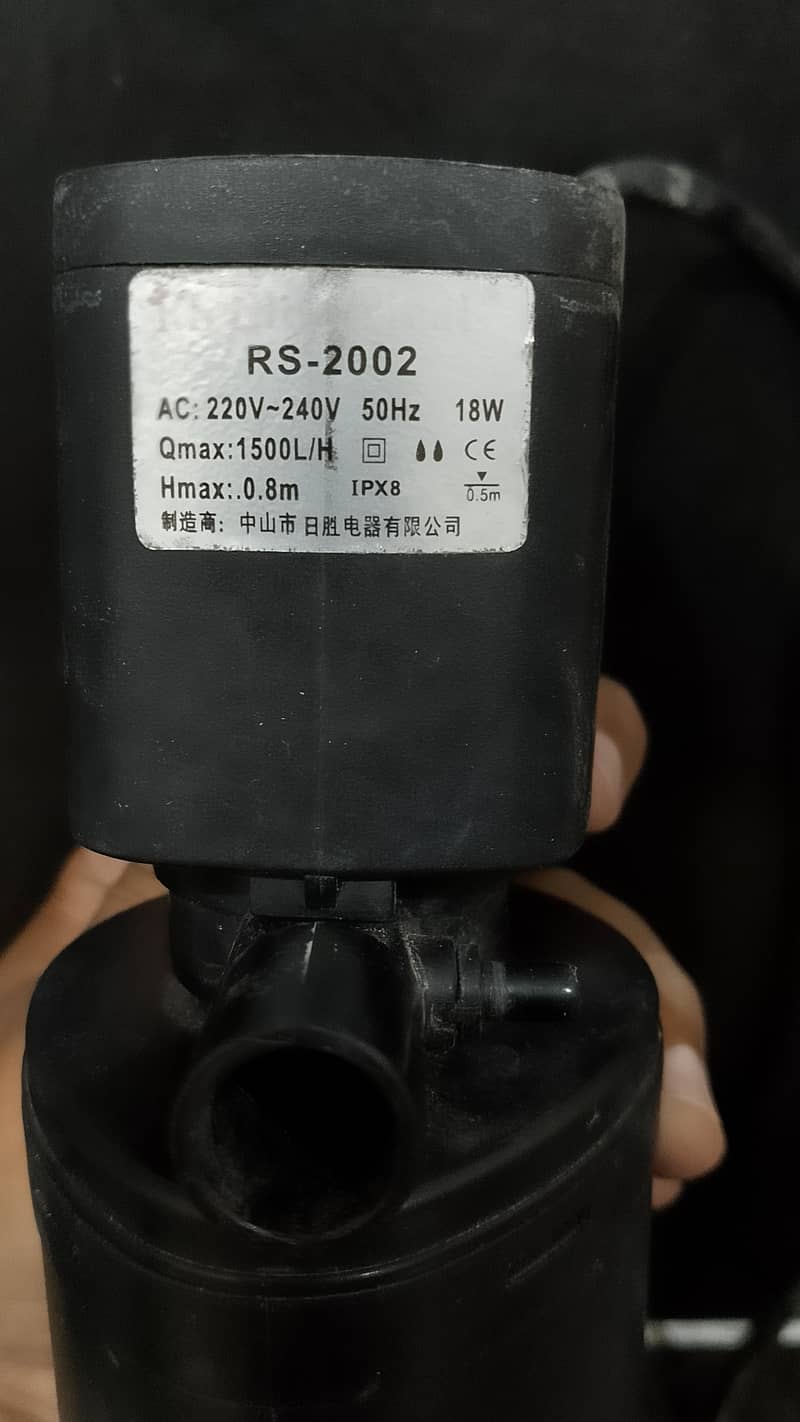 RS-2002
AC: 220V~240V 50Hz 18W
Qmax:1500L/H CE
Hmax:.0.8m IPX8 0.5m
制造商: 中山市日胜电器有限公司